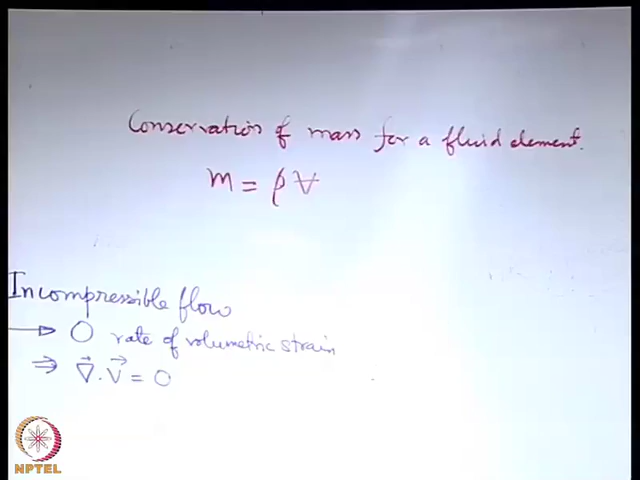 Conservation of mass for a fluid element.
m = ρ V̶
Incompressible flow
→ 0 rate of volumetric strain
⇒ ∇⃗ . V⃗ = 0
NPTEL